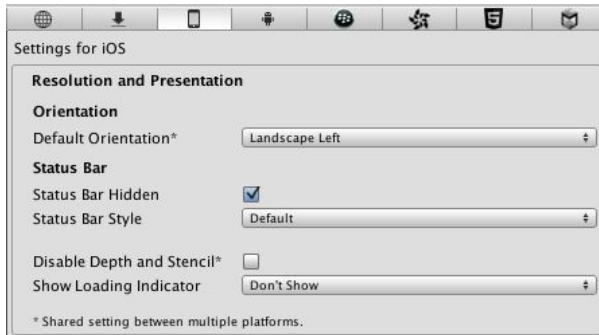 Settings for iOS
Resolution and Presentation
Orientation
Default Orientation* Landscape Left
Status Bar
Status Bar Hidden
Status Bar Style Default
Disable Depth and Stencil*
Show Loading Indicator Don't Show
* Shared setting between multiple platforms.